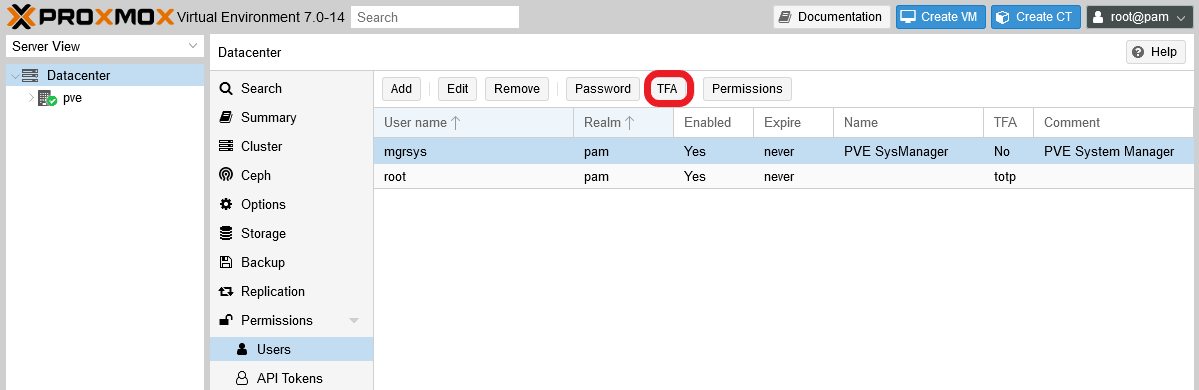 PROXMOX Virtual Environment 7.0-14 Search Documentation Create VM Create CT root@pam
Server View
Datacenter
pve
Datacenter Help
Search
Summary
Cluster
Ceph
Options
Storage
Backup
Replication
Permissions
Users
API Tokens
Add Edit Remove Password TFA Permissions
User name Realm Enabled Expire Name TFA Comment
mgrsys pam Yes never PVE SysManager No PVE System Manager
root pam Yes never totp